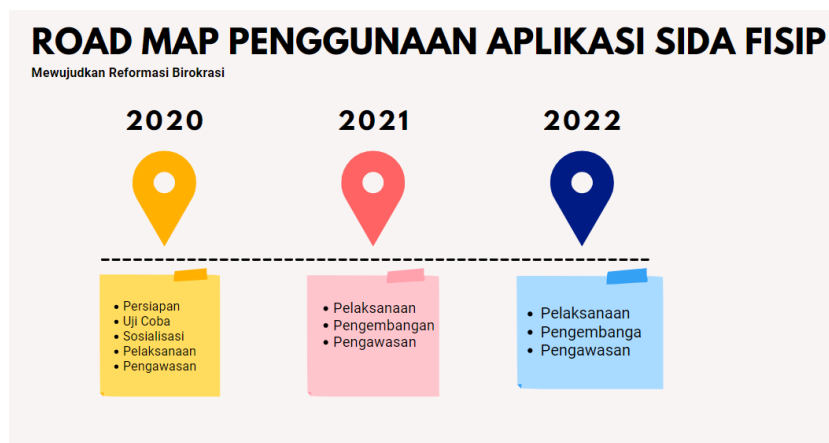 ROAD MAP PENGGUNAAN APLIKASI SIDA FISIP
Mewujudkan Reformasi Birokrasi
2020
2021
2022
• Persiapan
• Uji Coba
• Sosialisasi
• Pelaksanaan
• Pengawasan
• Pelaksanaan
• Pengembangan
• Pengawasan
• Pelaksanaan
• Pengembanga
• Pengawasan